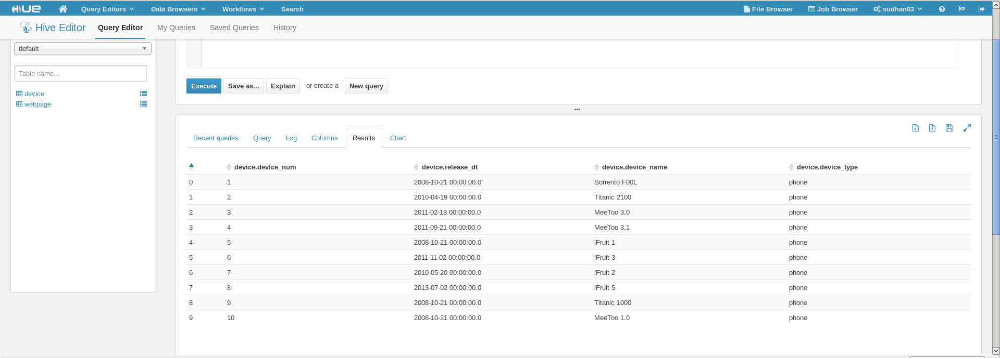 HUE Query Editors Data Browsers Workflows Search File Browser Job Browser sudhan03
Hive Editor Query Editor My Queries Saved Queries History
default
Table name...
device
webpage
Execute Save as... Explain or create a New query
Recent queries Query Log Columns Results Chart
device.device_num device.release_dt device.device_name device.device_type
0 1 2008-10-21 00:00:00.0 Sorrento F00L phone
1 2 2010-04-19 00:00:00.0 Titanic 2100 phone
2 3 2011-02-18 00:00:00.0 MeeToo 3.0 phone
3 4 2011-09-21 00:00:00.0 MeeToo 3.1 phone
4 5 2008-10-21 00:00:00.0 iFruit 1 phone
5 6 2011-11-02 00:00:00.0 iFruit 3 phone
6 7 2010-05-20 00:00:00.0 iFruit 2 phone
7 8 2013-07-02 00:00:00.0 iFruit 5 phone
8 9 2008-10-21 00:00:00.0 Titanic 1000 phone
9 10 2008-10-21 00:00:00.0 MeeToo 1.0 phone